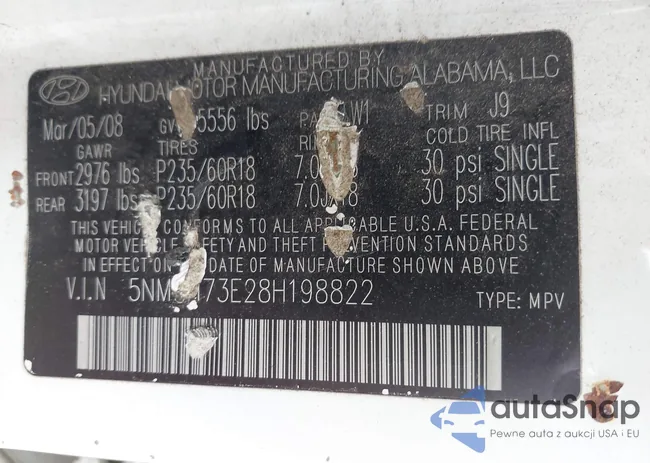 MANUFACTURED BY
HYUNDAI MOTOR MANUFACTURING ALABAMA, LLC
Mar/05/08 5556 lbs TRIM J9
GAWR TIRES COLD TIRE INFL
FRONT 2976 lbs P235/60R18 30 psi SINGLE
REAR 3197 lbs P235/60R18 30 psi SINGLE
THIS VEHICLE CONFORMS TO ALL APPLICABLE U.S.A. FEDERAL
MOTOR VEHICLE SAFETY AND THEFT PREVENTION STANDARDS
IN EFFECT ON DATE OF MANUFACTURE SHOWN ABOVE
V.I.N 5NM 73E28H198822 TYPE: MPV
autaSnap
Pewne auta z aukcji USA i EU